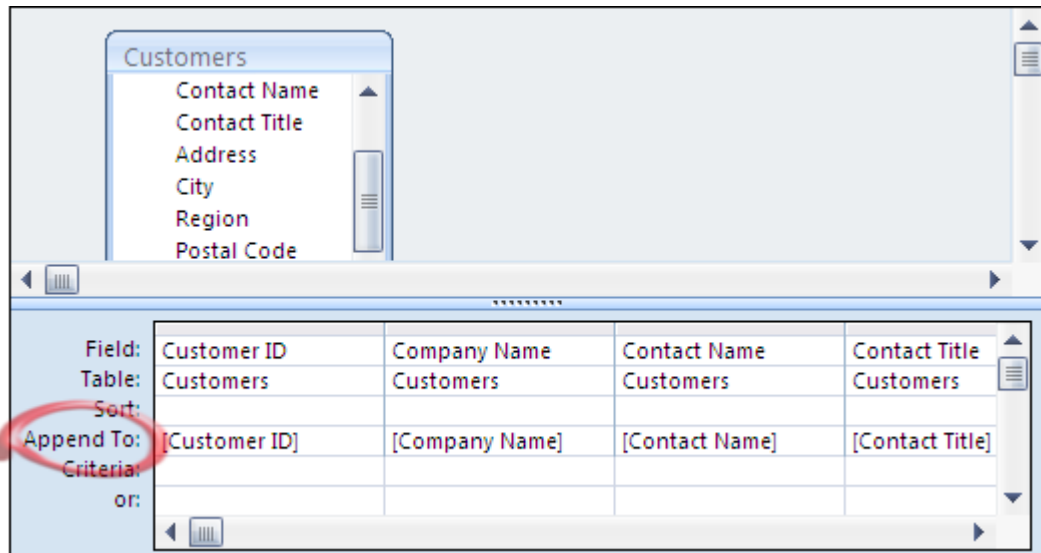 Customers
Contact Name
Contact Title
Address
City
Region
Postal Code
Field: Customer ID Company Name Contact Name Contact Title
Table: Customers Customers Customers Customers
Sort:
Append To: [Customer ID] [Company Name] [Contact Name] [Contact Title]
Criteria:
or: